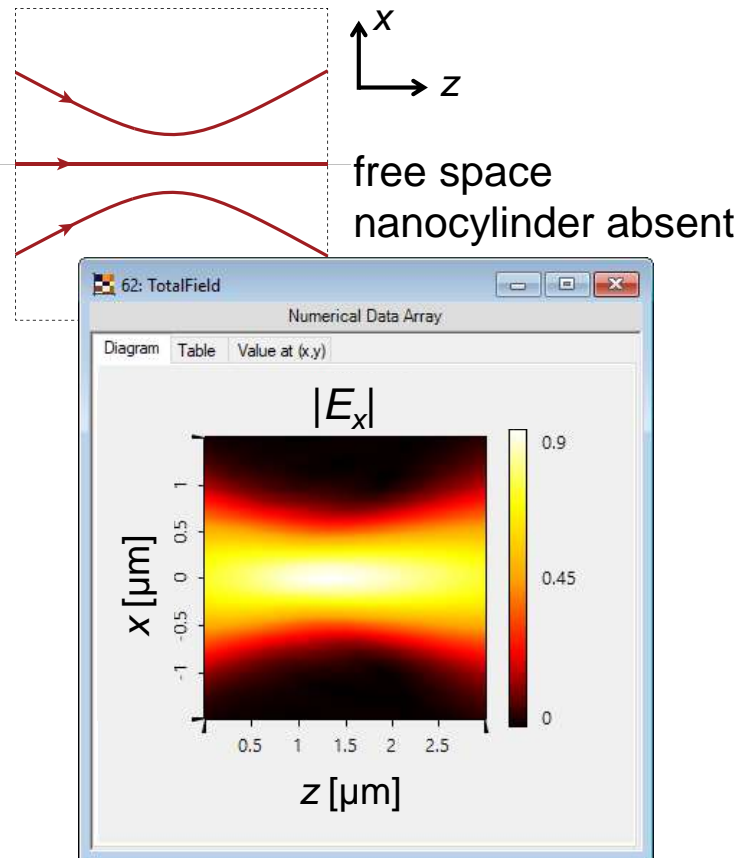 x
z
free space
nanocylinder absent
62: TotalField
Numerical Data Array
Diagram Table Value at (x,y)
|Eₓ|
0.9
0.45
0
1
0.5
0
-0.5
-1
x [µm]
0.5 1 1.5 2 2.5
z [µm]